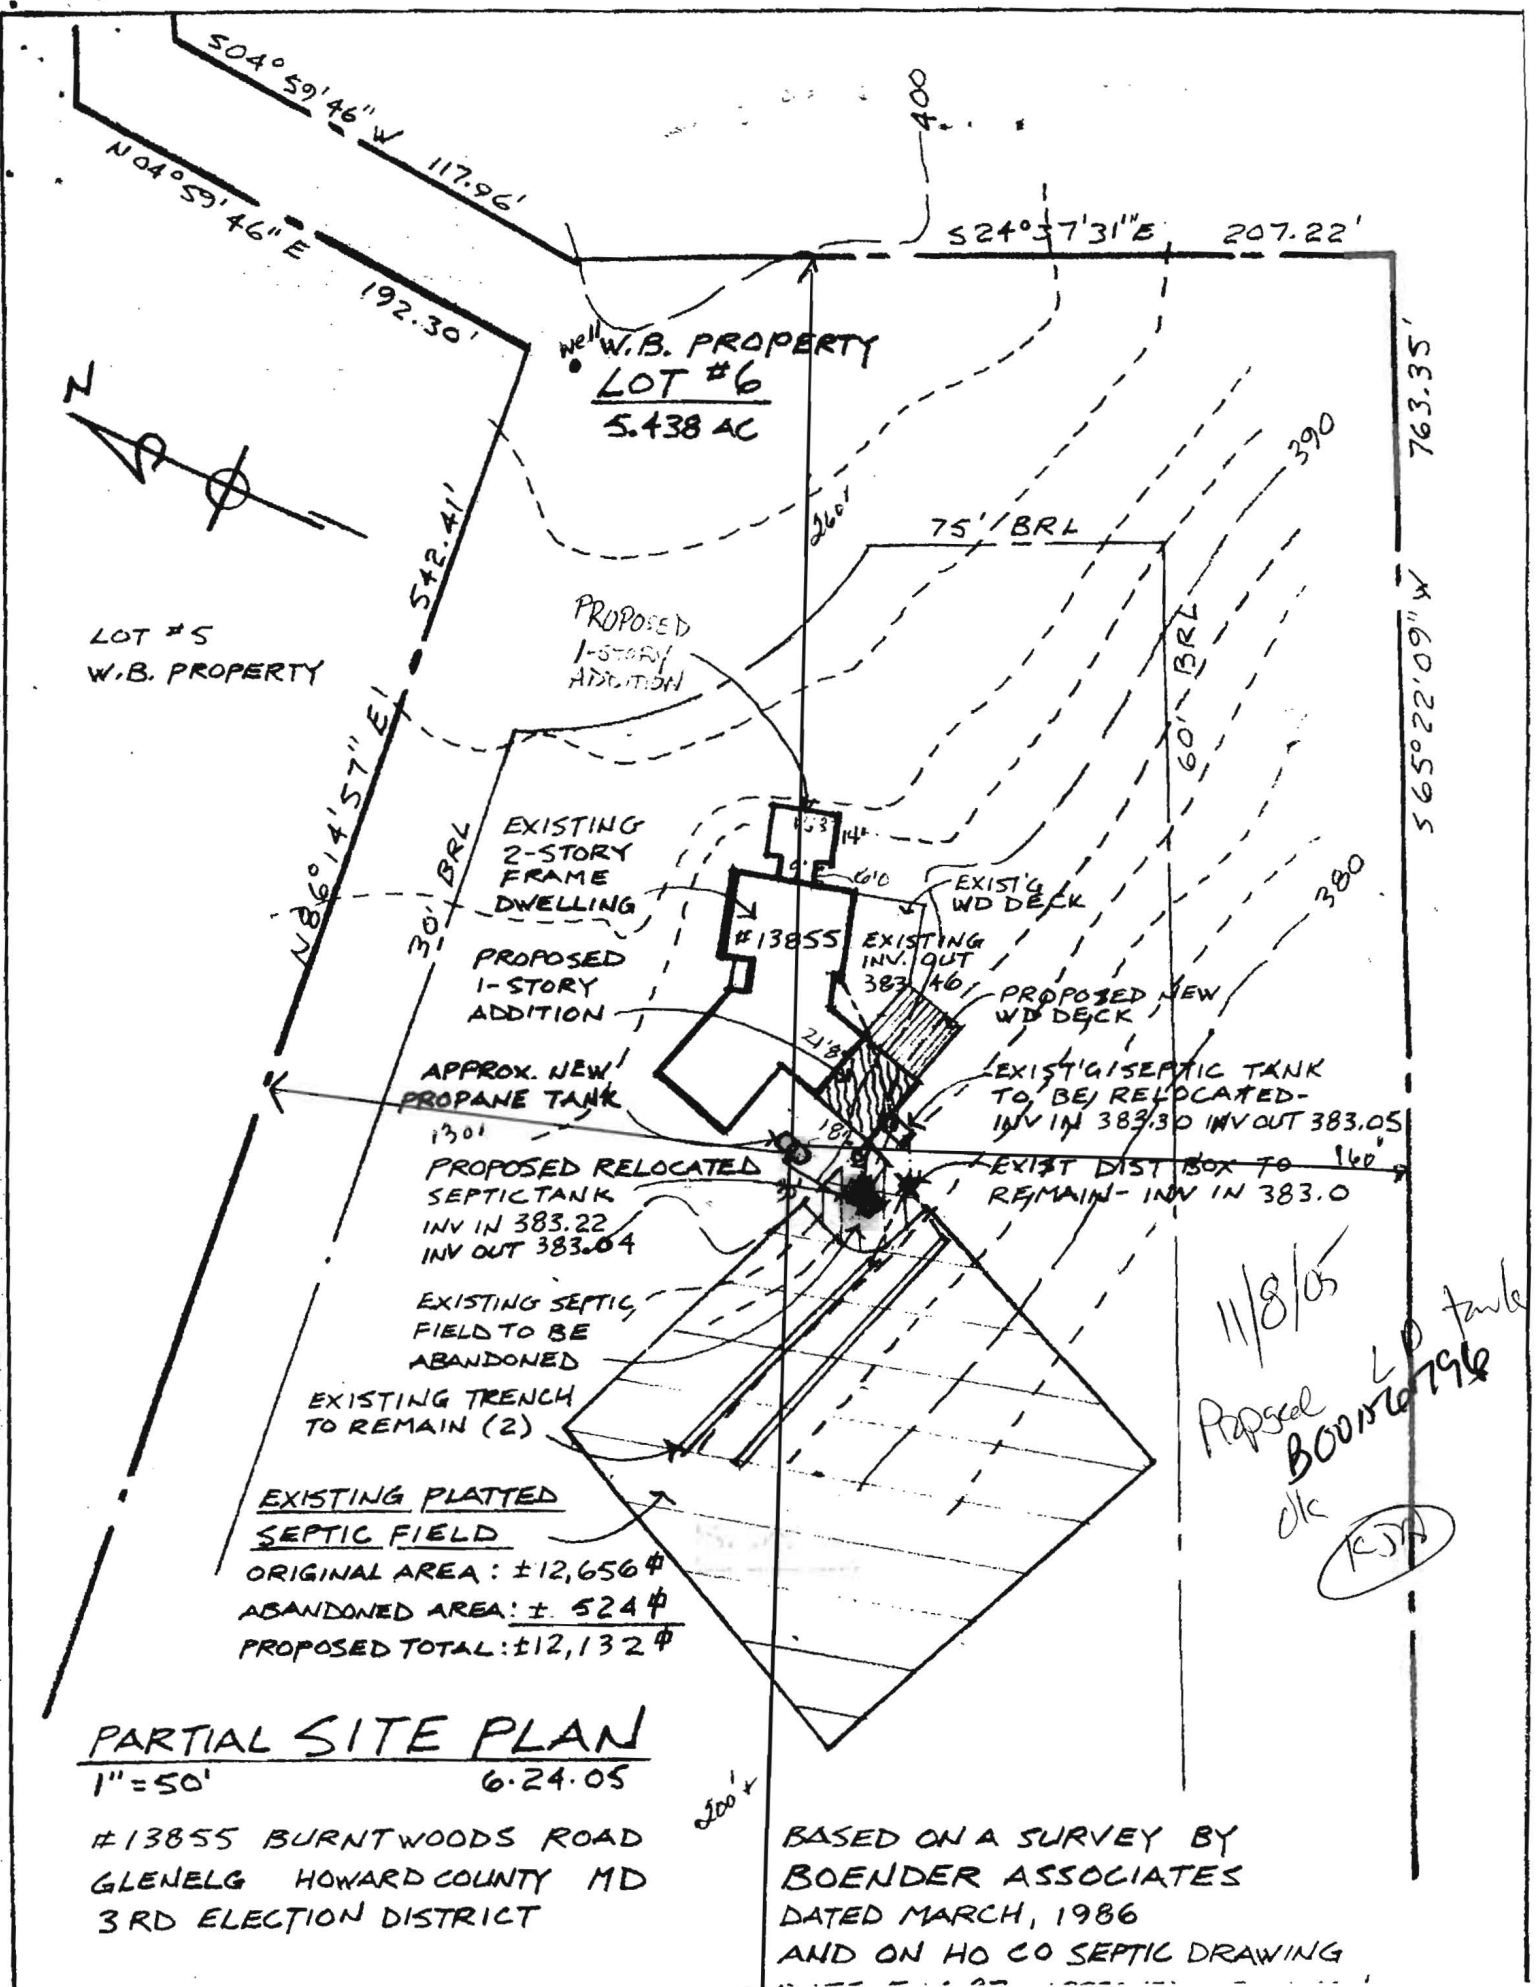 S04°59'46"W 117.96'
N04°59'46"E
192.30'
400
S24°37'31"E 207.22'
well
W.B. PROPERTY
LOT #6
5.438 AC
N
763.35'
390
260'
75' BRL
542.41'
S65°22'09"W
LOT #5
W.B. PROPERTY
PROPOSED
1-STORY
ADDITION
60' BRL
N86°14'57"E
30' BRL
EXISTING
2-STORY
FRAME
DWELLING
14'
6'0
EXIST'G
WD DECK
380
#13855
EXISTING
INV. OUT
383.46
PROPOSED
1-STORY
ADDITION
PROPOSED NEW
WD DECK
21'8
APPROX. NEW
PROPANE TANK
130'
EXIST'G SEPTIC TANK
TO BE RELOCATED-
INV IN 383.30 INV OUT 383.05
18'
160'
PROPOSED RELOCATED
SEPTIC TANK
INV IN 383.22
INV OUT 383.04
EXIST DIST BOX TO
REMAIN- INV IN 383.0
EXISTING SEPTIC
FIELD TO BE
ABANDONED
11/8/05
Proposed LP tank
ok
KJM
EXISTING TRENCH
TO REMAIN (2)
EXISTING PLATTED
SEPTIC FIELD
ORIGINAL AREA: ±12,656 ⏀
ABANDONED AREA: ± 524 ⏀
PROPOSED TOTAL: ±12,132 ⏀
PARTIAL SITE PLAN
1"=50' 6.24.05
200'±
#13855 BURNTWOODS ROAD
GLENELG HOWARD COUNTY MD
3RD ELECTION DISTRICT
BASED ON A SURVEY BY
BOENDER ASSOCIATES
DATED MARCH, 1986
AND ON HO CO SEPTIC DRAWING